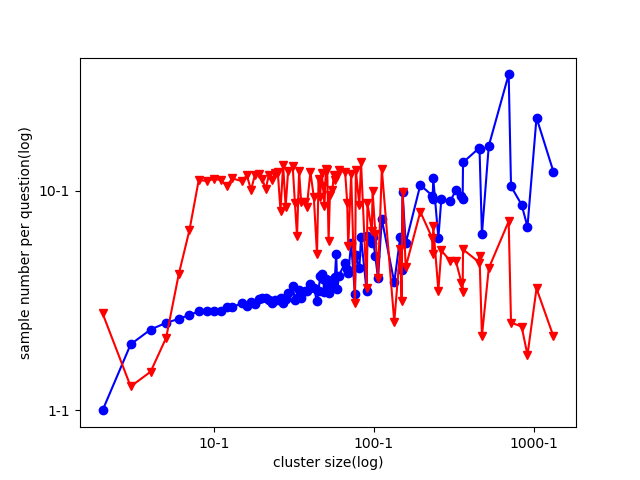 sample number per question(log)
10-1
1-1
10-1
100-1
1000-1
cluster size(log)